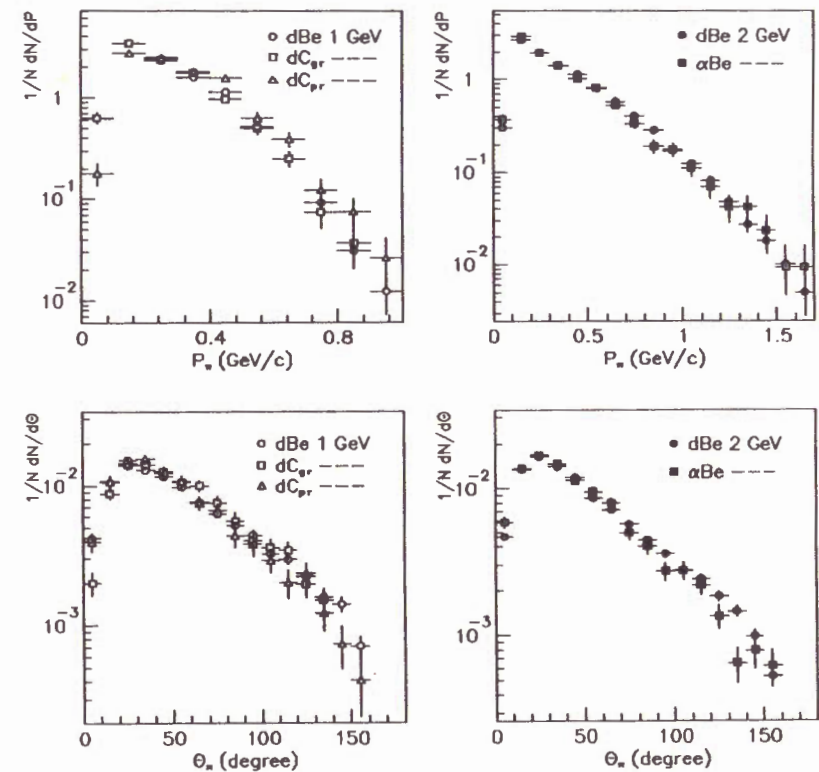 1/N dN/dP
dBe 1 GeV
dC_gr
dC_pr
1
10^-1
10^-2
0 0.4 0.8
P_π (GeV/c)
1/N dN/dP
dBe 2 GeV
αBe
1
10^-1
10^-2
0 0.5 1 1.5
P_π (GeV/c)
1/N dN/dΘ
dBe 1 GeV
dC_gr
dC_pr
10^-2
10^-3
0 50 100 150
Θ_π (degree)
1/N dN/dΘ
dBe 2 GeV
αBe
10^-2
10^-3
0 50 100 150
Θ_π (degree)